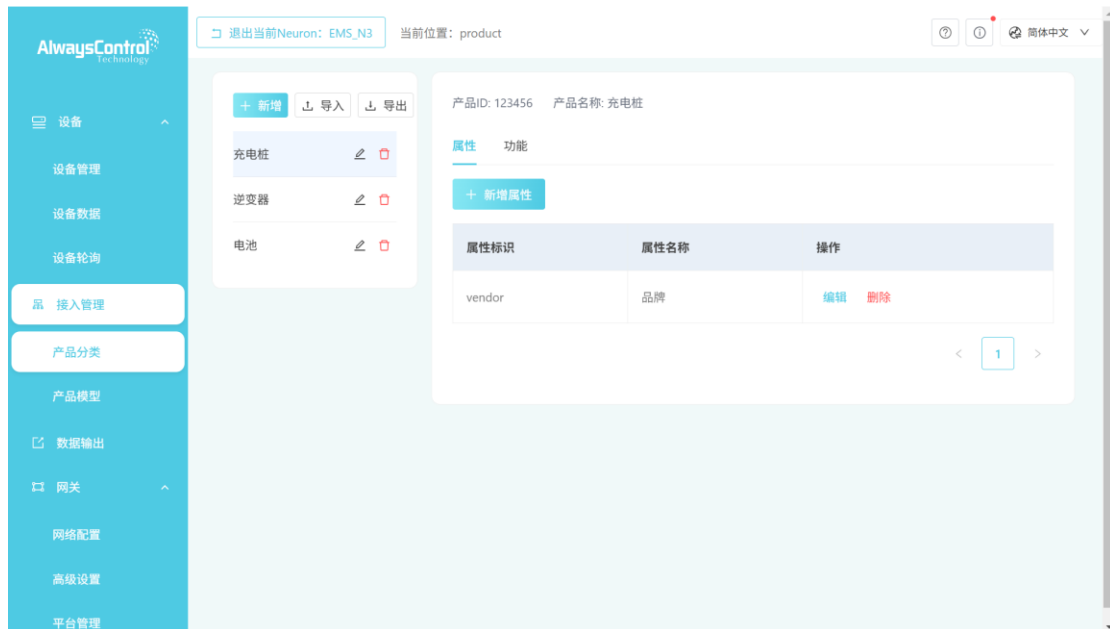 AlwaysControl
Technology
退出当前Neuron：EMS_N3
当前位置：product
简体中文
设备
设备管理
设备数据
设备轮询
接入管理
产品分类
产品模型
数据输出
网关
网络配置
高级设置
平台管理
+ 新增
导入
导出
充电桩
逆变器
电池
产品ID: 123456 产品名称: 充电桩
属性 功能
+ 新增属性
属性标识 属性名称 操作
vendor 品牌 编辑 删除
< 1 >